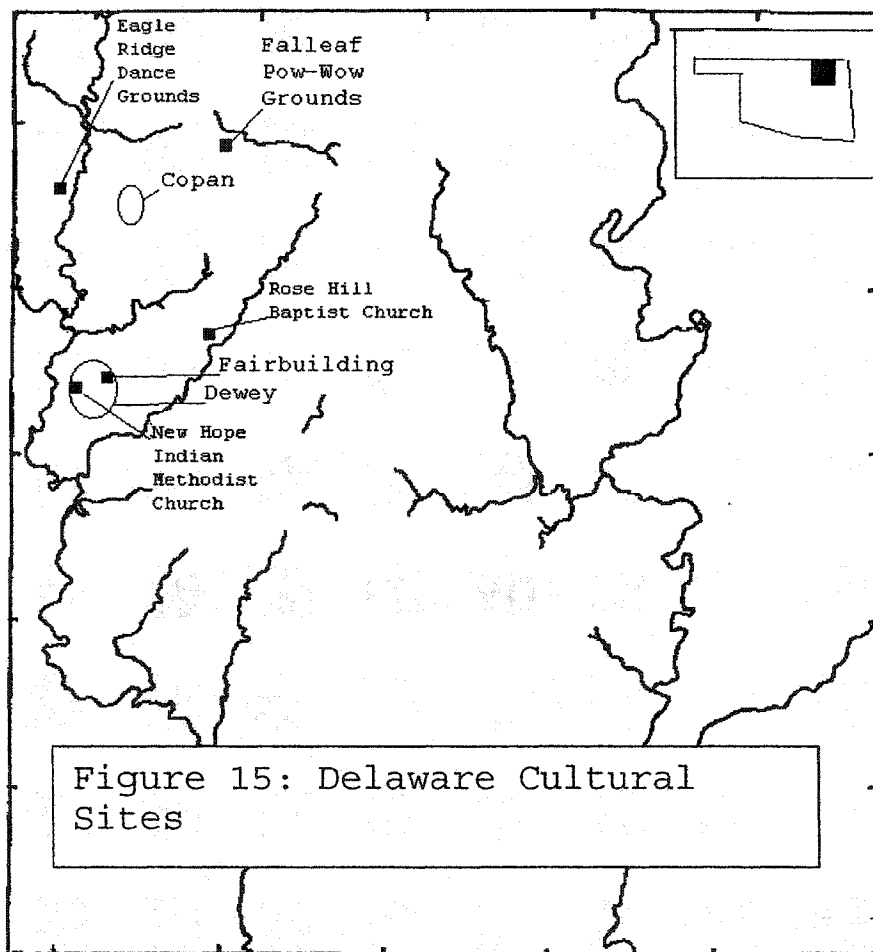 Eagle
Ridge
Dance
Grounds
Falleaf
Pow-Wow
Grounds
Copan
Rose Hill
Baptist Church
Fairbuilding
Dewey
New Hope
Indian
Methodist
Church
Figure 15: Delaware Cultural
Sites